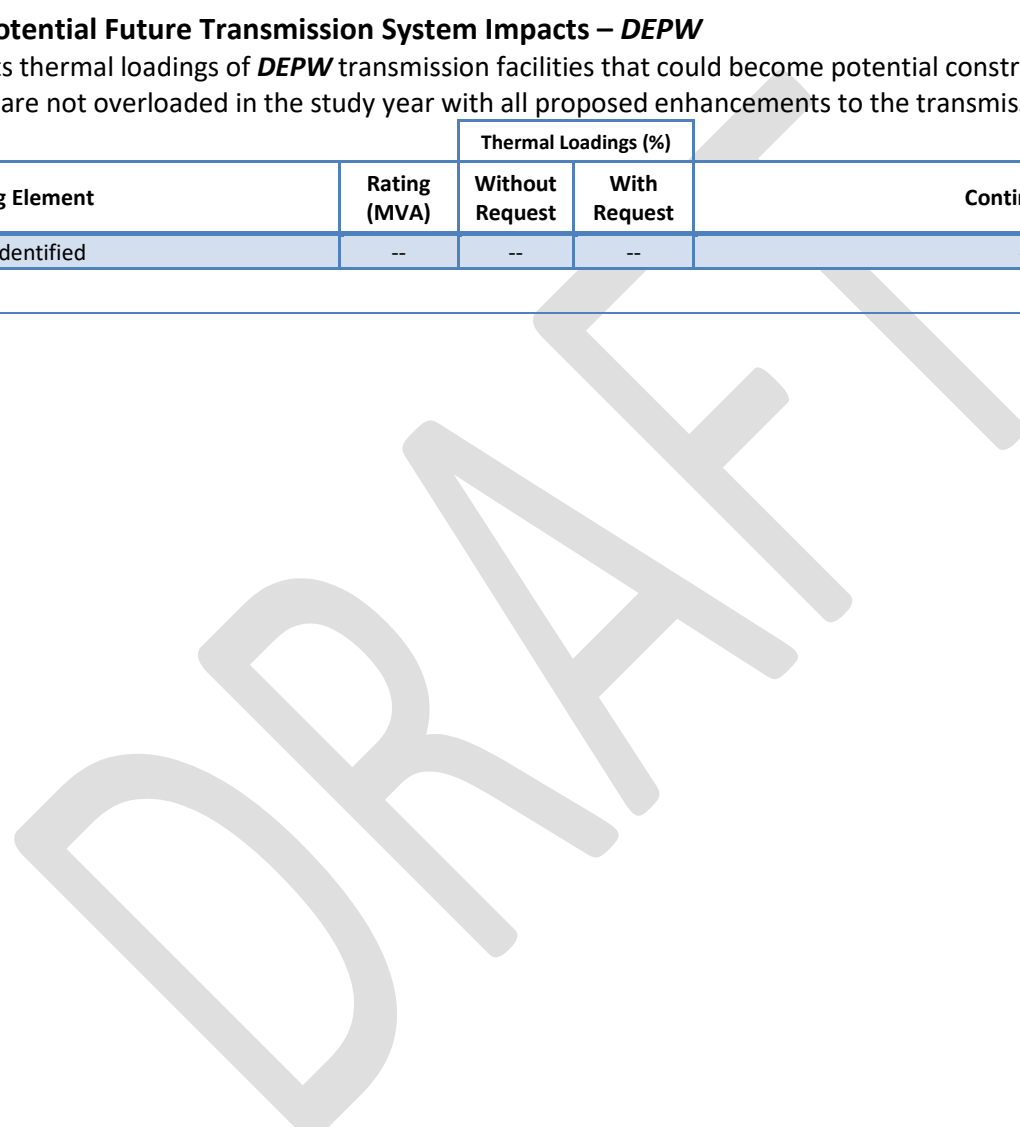 otential Future Transmission System Impacts – DEPW
ts thermal loadings of DEPW transmission facilities that could become potential constr
are not overloaded in the study year with all proposed enhancements to the transmis
Thermal Loadings (%)
g Element Rating (MVA) Without Request With Request Conti
dentified -- -- --
DRAFT